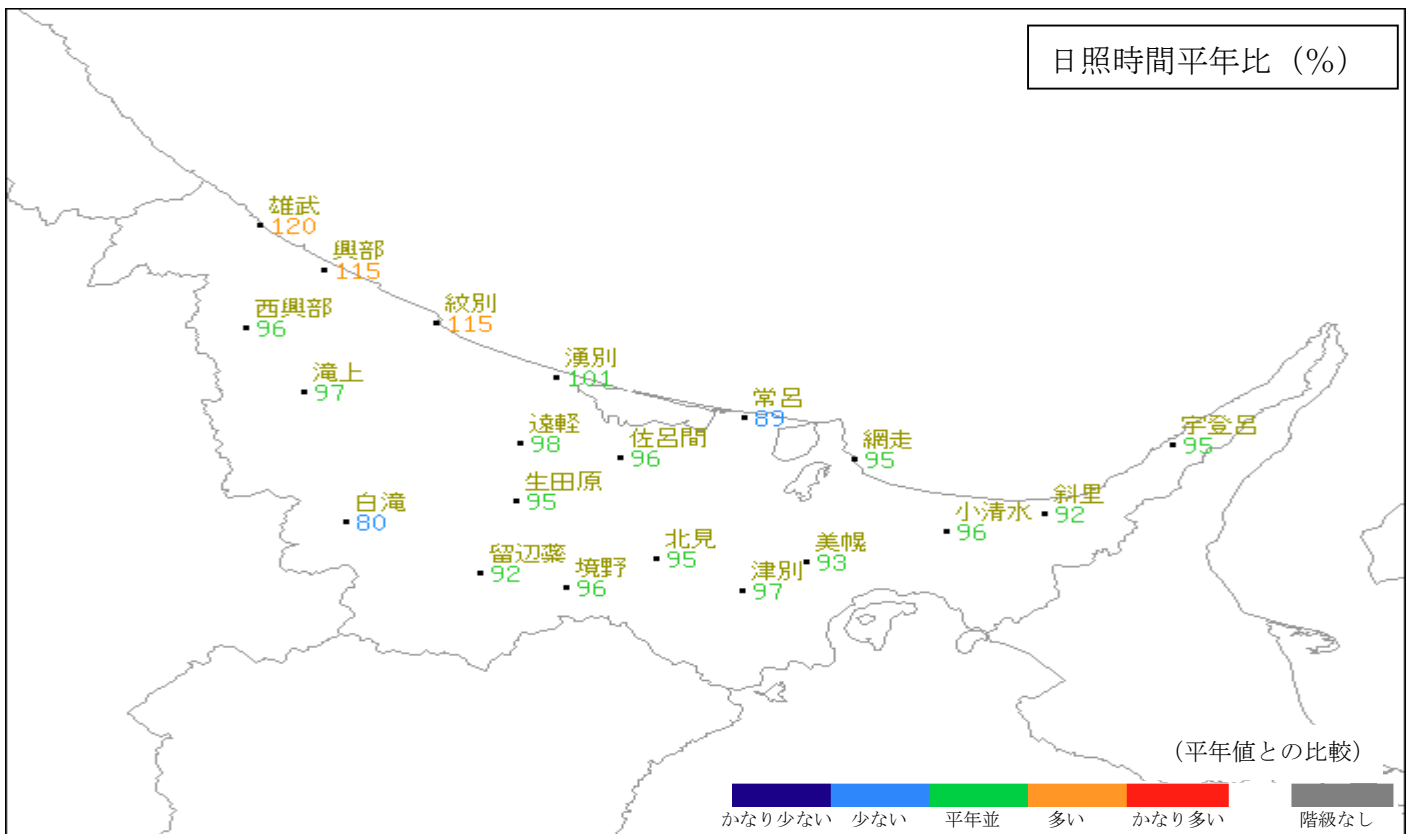 日照時間平年比（％）
雄武
120
興部
115
西興部
96
紋別
115
滝上
97
湧別
101
常呂
89
遠軽
98
佐呂間
96
網走
95
宇登呂
95
生田原
95
白滝
80
斜里
92
小清水
96
北見
95
美幌
93
留辺蘂
92
境野
96
津別
97
（平年値との比較）
かなり少ない 少ない 平年並 多い かなり多い 階級なし